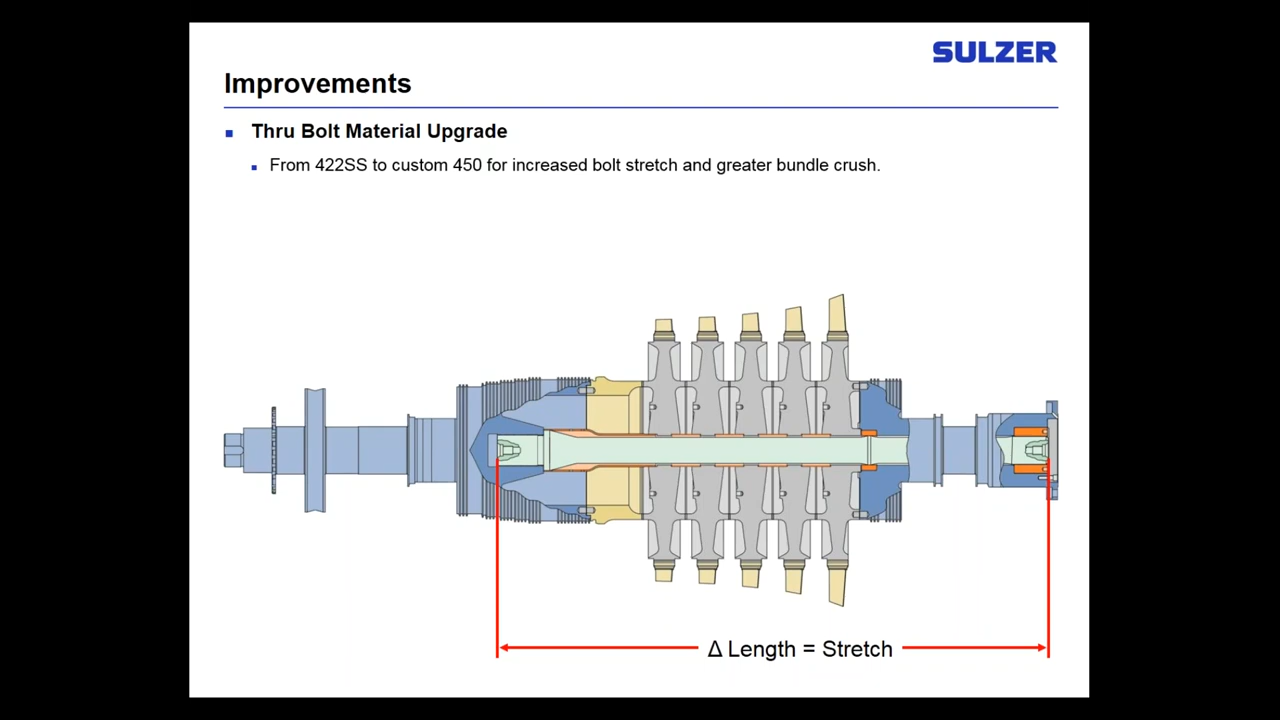 SULZER
Improvements
Thru Bolt Material Upgrade
From 422SS to custom 450 for increased bolt stretch and greater bundle crush.
Δ Length = Stretch